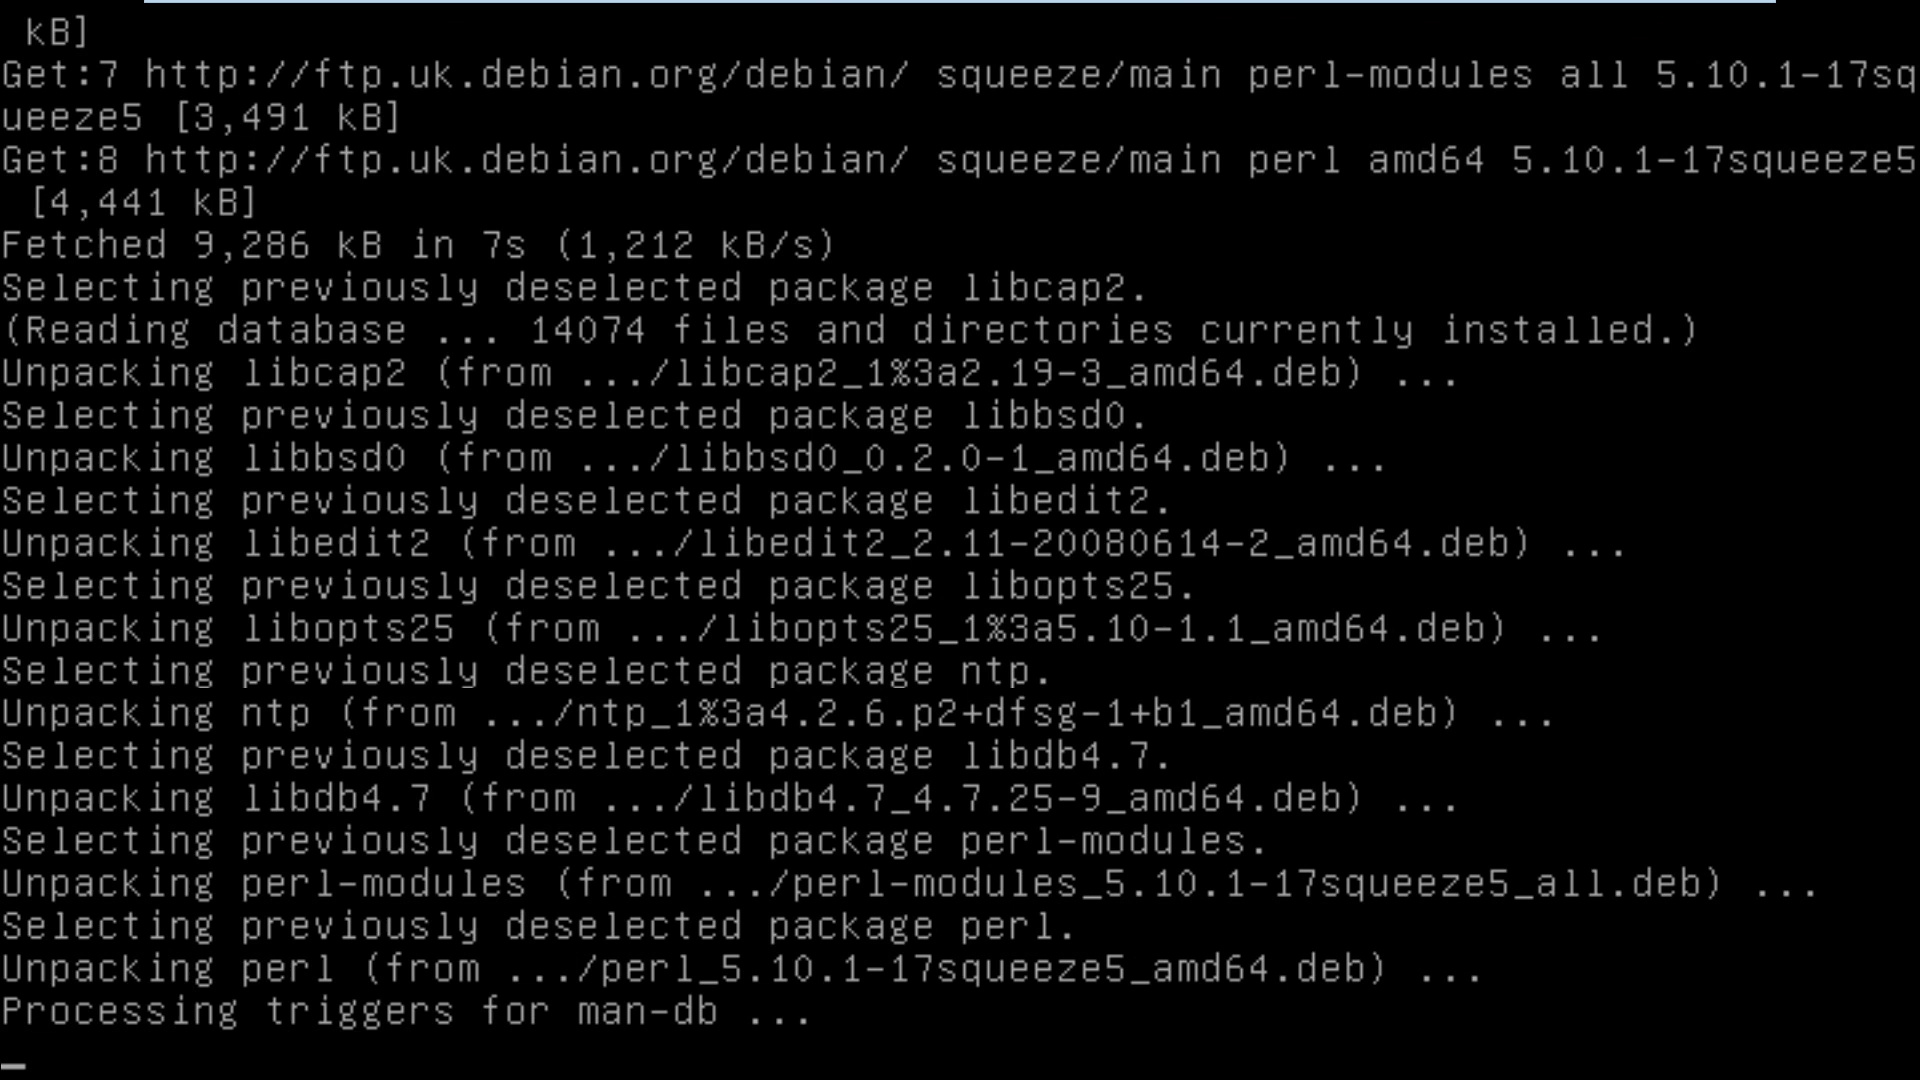 kB]
Get:7 http://ftp.uk.debian.org/debian/ squeeze/main perl-modules all 5.10.1-17sq
ueeze5 [3,491 kB]
Get:8 http://ftp.uk.debian.org/debian/ squeeze/main perl amd64 5.10.1-17squeeze5
 [4,441 kB]
Fetched 9,286 kB in 7s (1,212 kB/s)
Selecting previously deselected package libcap2.
(Reading database ... 14074 files and directories currently installed.)
Unpacking libcap2 (from .../libcap2_1%3a2.19-3_amd64.deb) ...
Selecting previously deselected package libbsd0.
Unpacking libbsd0 (from .../libbsd0_0.2.0-1_amd64.deb) ...
Selecting previously deselected package libedit2.
Unpacking libedit2 (from .../libedit2_2.11-20080614-2_amd64.deb) ...
Selecting previously deselected package libopts25.
Unpacking libopts25 (from .../libopts25_1%3a5.10-1.1_amd64.deb) ...
Selecting previously deselected package ntp.
Unpacking ntp (from .../ntp_1%3a4.2.6.p2+dfsg-1+b1_amd64.deb) ...
Selecting previously deselected package libdb4.7.
Unpacking libdb4.7 (from .../libdb4.7_4.7.25-9_amd64.deb) ...
Selecting previously deselected package perl-modules.
Unpacking perl-modules (from .../perl-modules_5.10.1-17squeeze5_all.deb) ...
Selecting previously deselected package perl.
Unpacking perl (from .../perl_5.10.1-17squeeze5_amd64.deb) ...
Processing triggers for man-db ...